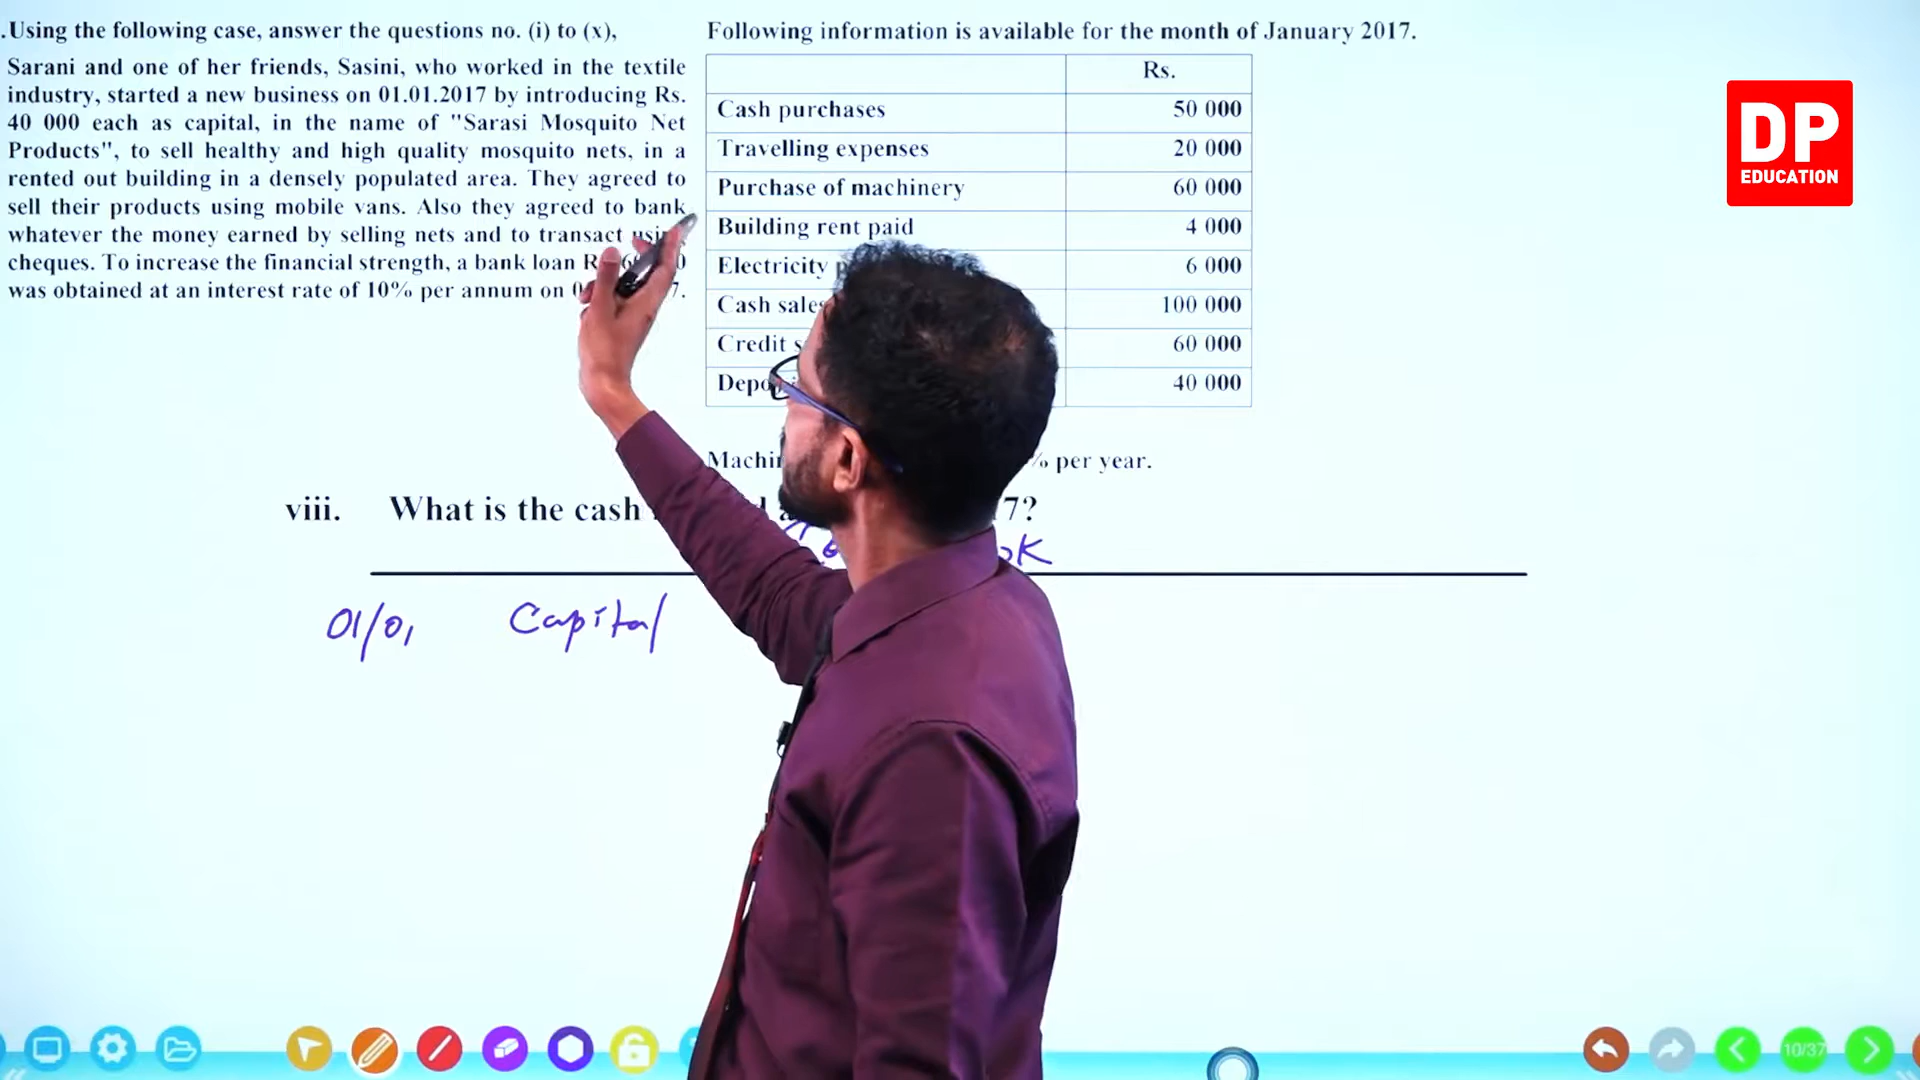 .Using the following case, answer the questions no. (i) to (x),
Sarani and one of her friends, Sasini, who worked in the textile
industry, started a new business on 01.01.2017 by introducing Rs.
40 000 each as capital, in the name of "Sarasi Mosquito Net
Products", to sell healthy and high quality mosquito nets, in a
rented out building in a densely populated area. They agreed to
sell their products using mobile vans. Also they agreed to bank
whatever the money earned by selling nets and to transact
cheques. To increase the financial strength, a bank loan
was obtained at an interest rate of 10% per annum on
Following information is available for the month of January 2017.
Rs.
Cash purchases 50 000
Travelling expenses 20 000
Purchase of machinery 60 000
Building rent paid 4 000
Electricity 6 000
Cash 100 000
Credit 60 000
40 000
per year.
viii. What is the cash 7?
01/01 Capital
DP
EDUCATION
10/37